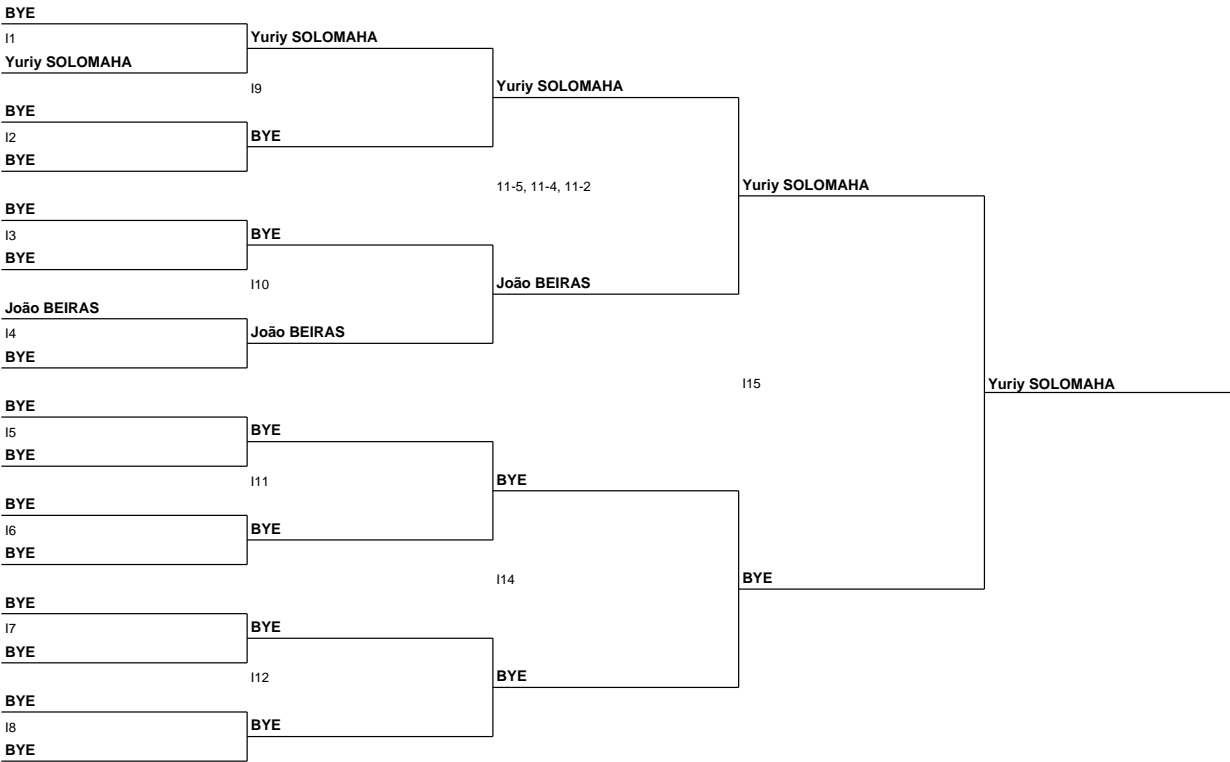 BYE
I1
Yuriy SOLOMAHA
BYE
I2
BYE
BYE
I3
BYE
João BEIRAS
I4
BYE
BYE
I5
BYE
BYE
I6
BYE
BYE
I7
BYE
BYE
I8
BYE
Yuriy SOLOMAHA
I9
BYE
BYE
I10
João BEIRAS
BYE
I11
BYE
BYE
I12
BYE
Yuriy SOLOMAHA
11-5, 11-4, 11-2
João BEIRAS
BYE
I14
BYE
Yuriy SOLOMAHA
I15
BYE
Yuriy SOLOMAHA